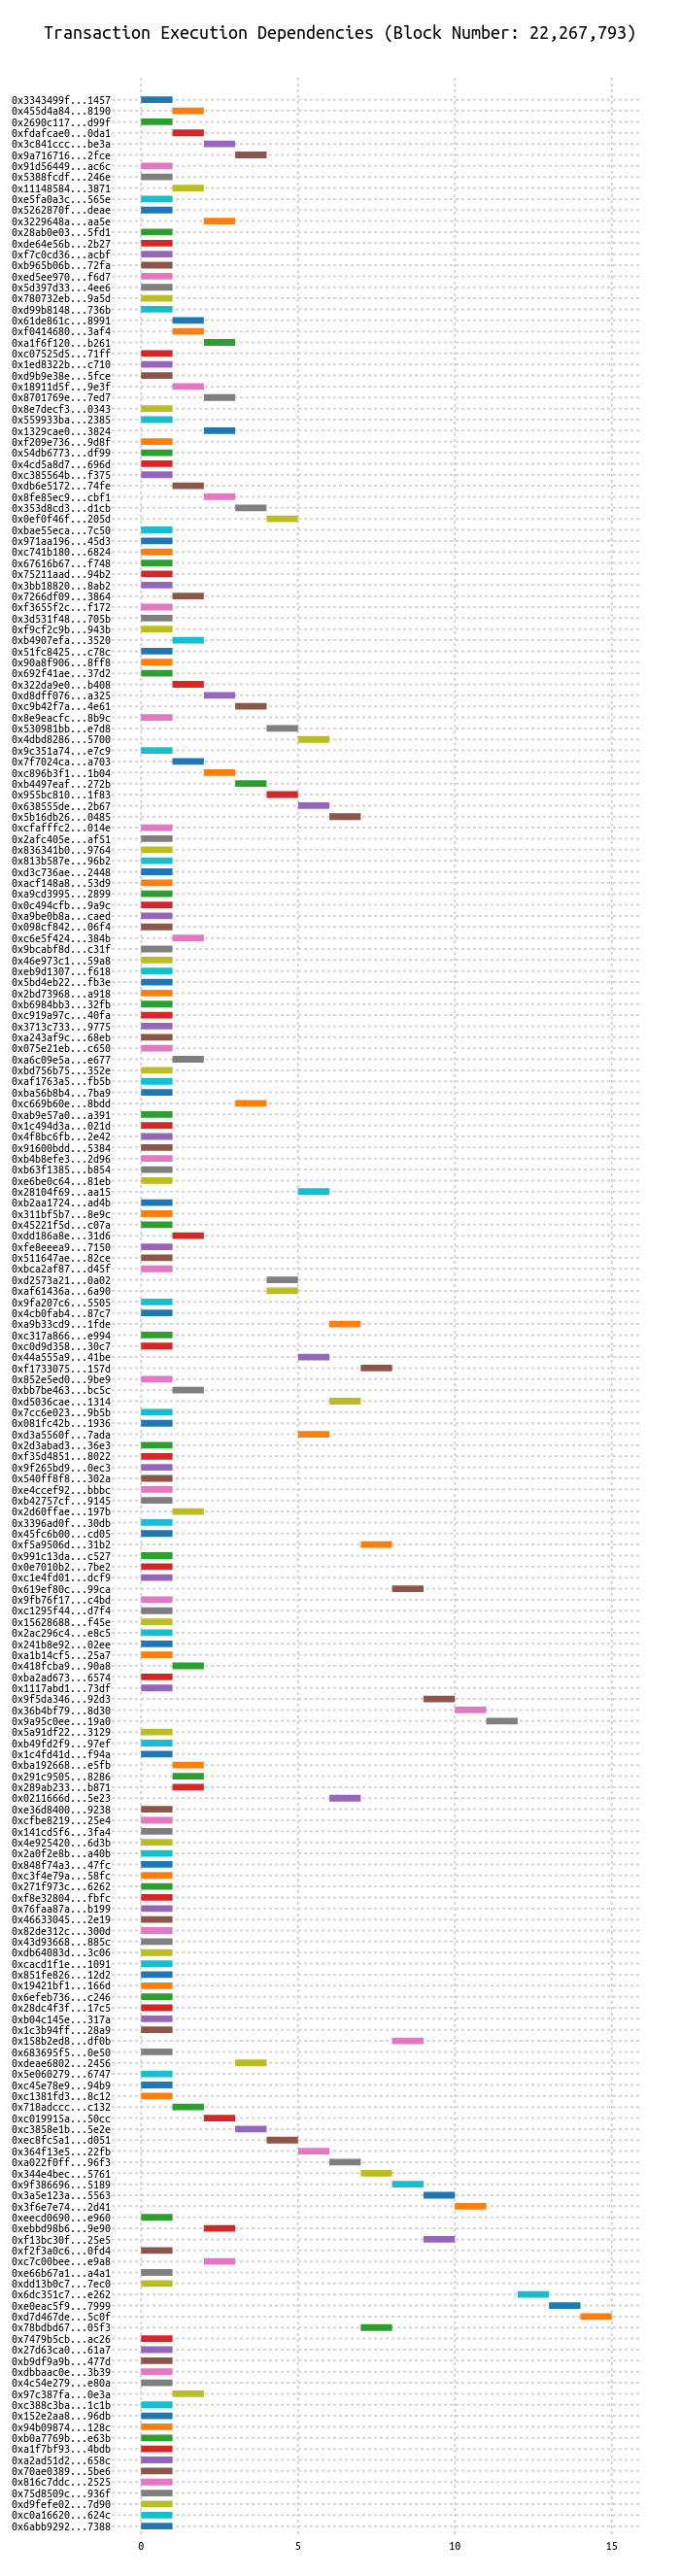 Transaction Execution Dependencies (Block Number: 22,267,793)
0x3343499f...1457
0x455d4a84...8190
0x2690c117...d99f
0xfdafcae0...0da1
0x3c841ccc...be3a
0x9a716716...2fce
0x91d56449...ac6c
0x5388fcdf...246e
0x11148584...3871
0xe5fa0a3c...565e
0x5262870f...deae
0x3229648a...aa5e
0x28ab0e03...5fd1
0xde64e56b...2b27
0xf7c0cd36...acbf
0xb965b06b...72fa
0xed5ee970...f6d7
0x5d397d33...4ee6
0x780732eb...9a5d
0xd99b8148...736b
0x61de861c...8991
0xf0414680...3af4
0xa1f6f120...b261
0xc07525d5...71ff
0x1ed8322b...c710
0xd9b9e38e...5fce
0x18911d5f...9e3f
0x8701769e...7ed7
0x8e7decf3...0343
0x559933ba...2385
0x1329cae0...3824
0xf209e736...9d8f
0x54db6773...df99
0x4cd5a8d7...696d
0xc385564b...f375
0xdb6e5172...74fe
0x8fe85ec9...cbf1
0x353d8cd3...d1cb
0x0ef0f46f...205d
0xbae55eca...7c50
0x971aa196...45d3
0xc741b180...6824
0x67616b67...f748
0x75211aad...94b2
0x3bb18820...8ab2
0x7266df09...3864
0xf3655f2c...f172
0x3d531f48...705b
0xf9cf2c9b...943b
0xb4907efa...3520
0x51fc8425...c78c
0x90a8f906...8ff8
0x692f41ae...37d2
0x322da9e0...b408
0xd8dff076...a325
0xc9b42f7a...4e61
0x8e9eacfc...8b9c
0x530981bb...e7d8
0x4dbd8286...5700
0x9c351a74...e7c9
0x7f7024ca...a703
0xc896b3f1...1b04
0xb4497eaf...272b
0x955bc810...1f83
0x638555de...2b67
0x5b16db26...0485
0xcfafffc2...014e
0x2afc405e...af51
0x836341b0...9764
0x813b587e...96b2
0xd3c736ae...2448
0xacf148a8...53d9
0xa9cd3995...2899
0x0c494cfb...9a9c
0xa9be0b8a...caed
0x098cf842...06f4
0xc6e5f424...384b
0x9bcabf8d...c31f
0x46e973c1...59a8
0xeb9d1307...f618
0x5bd4eb22...fb3e
0x2bd73968...a918
0xb6984bb3...32fb
0xc919a97c...40fa
0x3713c733...9775
0xa243af9c...68eb
0x075e21eb...c650
0xa6c09e5a...e677
0xbd756b75...352e
0xaf1763a5...fb5b
0xba56b8b4...7ba9
0xc669b60e...8bdd
0xab9e57a0...a391
0x1c494d3a...021d
0x4f8bc6fb...2e42
0x91600bdd...5384
0xb4b8efe3...2d96
0xb63f1385...b854
0xe6be0c64...81eb
0x28104f69...aa15
0xb2aa1724...ad4b
0x311bf5b7...8e9c
0x45221f5d...c07a
0xdd186a8e...31d6
0xfe8eeea9...7150
0x511647ae...82ce
0xbca2af87...d45f
0xd2573a21...0a02
0xaf61436a...6a90
0x9fa207c6...5505
0x4cb0fab4...87c7
0xa9b33cd9...1fde
0xc317a866...e994
0xc0d9d358...30c7
0x44a555a9...41be
0xf1733075...157d
0x852e5ed0...9be9
0xbb7be463...bc5c
0xd5036cae...1314
0x7cc6e023...9b5b
0x081fc42b...1936
0xd3a5560f...7ada
0x2d3abad3...36e3
0xf35d4851...8022
0x9f265bd9...0ec3
0x540ff8f8...302a
0xe4ccef92...bbbc
0xb42757cf...9145
0x2d60ffae...197b
0x3396ad0f...30db
0x45fc6b00...cd05
0xf5a9506d...31b2
0x991c13da...c527
0x0e7010b2...7be2
0xc1e4fd01...dcf9
0x619ef80c...99ca
0x9fb76f17...c4bd
0xc1295f44...d7f4
0x15628688...f45e
0x2ac296c4...e8c5
0x241b8e92...02ee
0xa1b14cf5...25a7
0x418fcba9...90a8
0xba2ad673...6574
0x1117abd1...73df
0x9f5da346...92d3
0x36b4bf79...8d30
0x9a95c0ee...19a0
0x5a91df22...3129
0xb49fd2f9...97ef
0x1c4fd41d...f94a
0xba192668...e5fb
0x291c9505...8286
0x289ab233...b871
0x0211666d...5e23
0xe36d8400...9238
0xcfbe8219...25e4
0x141cd5f6...3fa4
0x4e925420...6d3b
0x2a0f2e8b...a40b
0x848f74a3...47fc
0xc3f4e79a...58fc
0x271f973c...6262
0xf8e32804...fbfc
0x76faa87a...b199
0x46633045...2e19
0x82de312c...300d
0x43d93668...885c
0xdb64083d...3c06
0xcacd1f1e...1091
0x851fe826...12d2
0x19421bf1...166d
0x6efeb736...c246
0x28dc4f3f...17c5
0xb04c145e...317a
0x1c3b94ff...28a9
0x158b2ed8...df0b
0x683695f5...0e50
0xdeae6802...2456
0x5e060279...6747
0xc45e78e9...94b9
0xc1381fd3...8c12
0x718adccc...c132
0xc019915a...50cc
0xc3858e1b...5e2e
0xec8fc5a1...d051
0x364f13e5...22fb
0xa022f0ff...96f3
0x344e4bec...5761
0x9f386696...5189
0x3a5e123a...5563
0x3f6e7e74...2d41
0xeecd0690...e960
0xebbd98b6...9e90
0xf13bc30f...25e5
0xf2f3a0c6...0fd4
0xc7c00bee...e9a8
0xe66b67a1...a4a1
0xdd13b0c7...7ec0
0x6dc351c7...e262
0xe0eac5f9...7999
0xd7d467de...5c0f
0x78bdbd67...05f3
0x7479b5cb...ac26
0x27d63ca0...61a7
0xb9df9a9b...477d
0xdbbaac0e...3b39
0x4c54e279...e80a
0x97c387fa...0e3a
0xc388c3ba...1c1b
0x152e2aa8...96db
0x94b09874...128c
0xb0a7769b...e63b
0xa1f7bf93...4bdb
0xa2ad51d2...658c
0x70ae0389...5be6
0x816c7ddc...2525
0x75d8509c...936f
0xd9fefe02...7d90
0xc0a16620...624c
0x6abb9292...7388
0 5 10 15